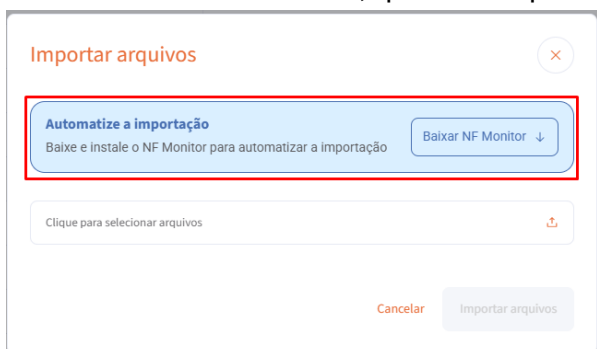 Importar arquivos
Automatize a importação
Baixe e instale o NF Monitor para automatizar a importação
Baixar NF Monitor ↓
Clique para selecionar arquivos
Cancelar
Importar arquivos